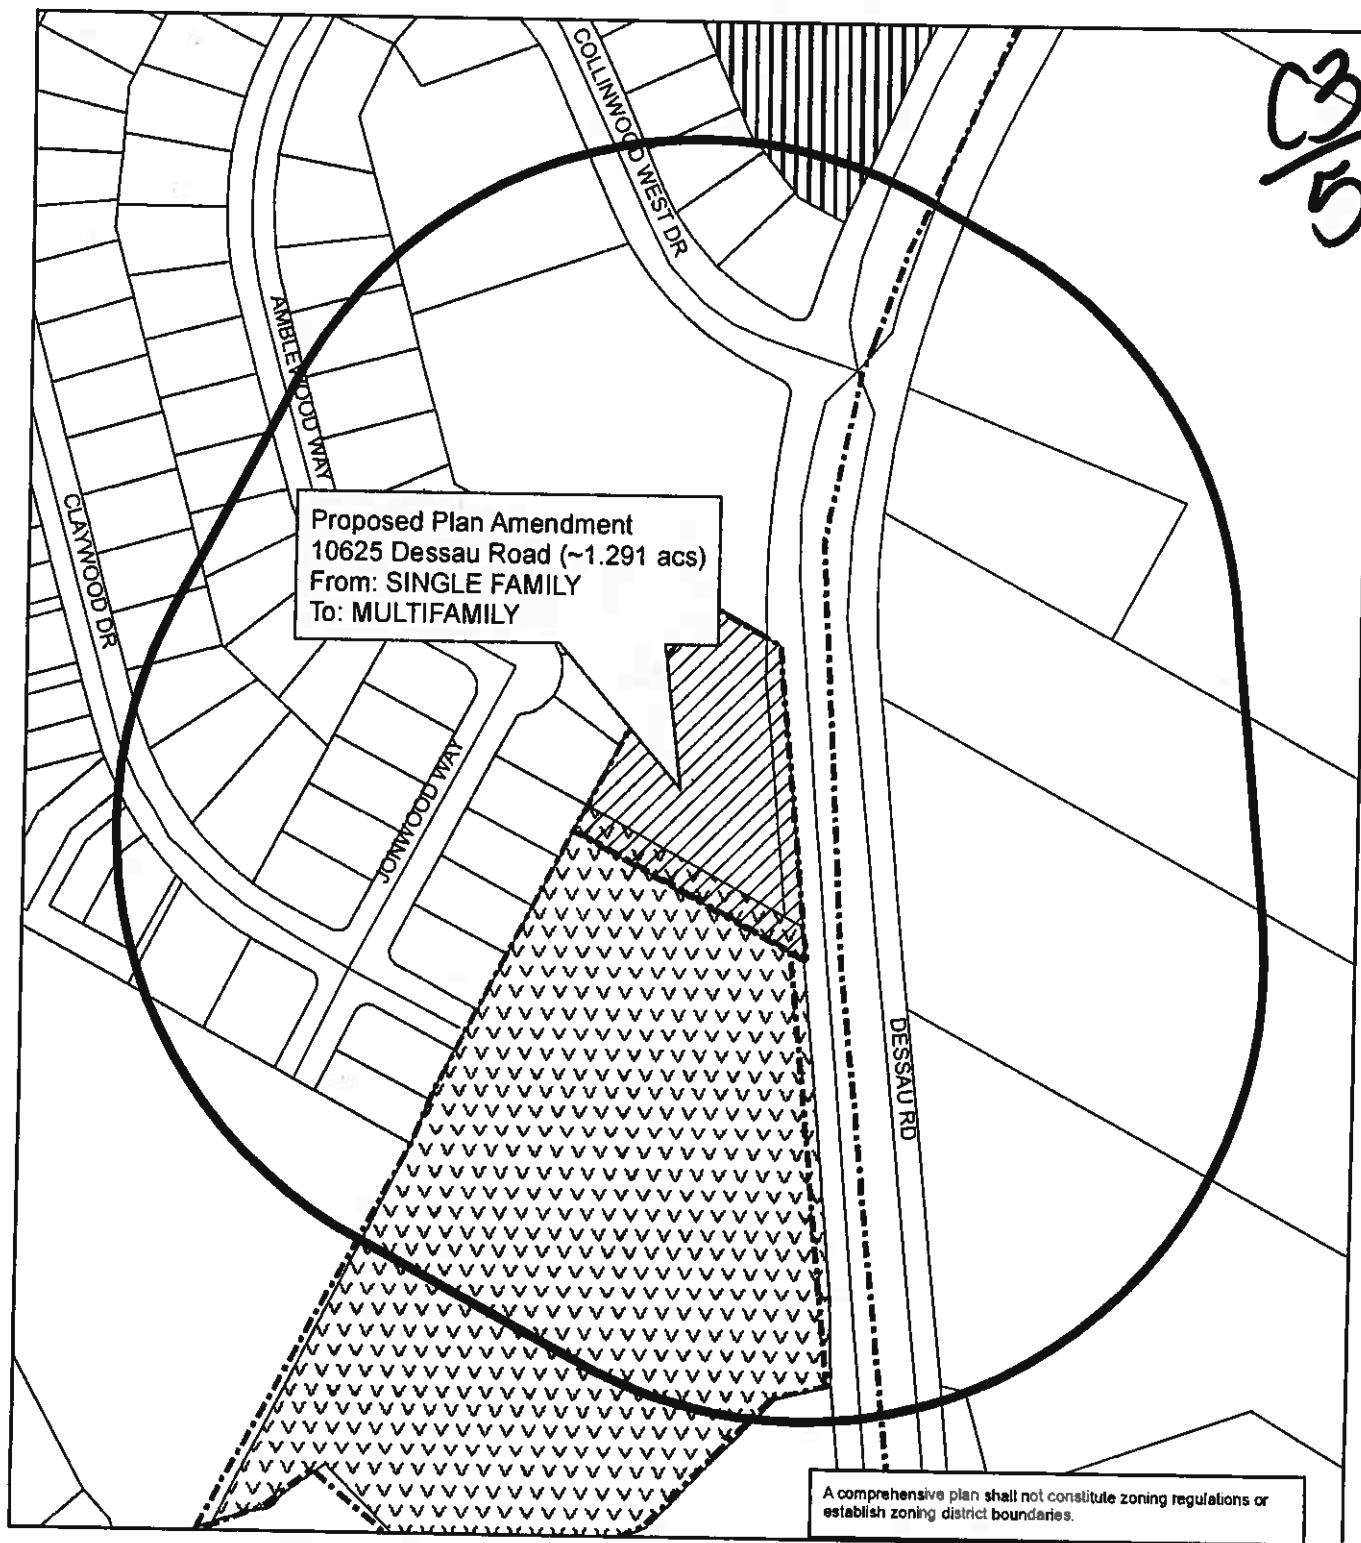 C3
5
COLLINWOOD WEST DR
AMBLEWOOD WAY
CLAYWOOD DR
Proposed Plan Amendment
10625 Dessau Road (~1.291 acs)
From: SINGLE FAMILY
To: MULTIFAMILY
JONWOOD WAY
DESSAU RD
A comprehensive plan shall not constitute zoning regulations or
establish zoning district boundaries.